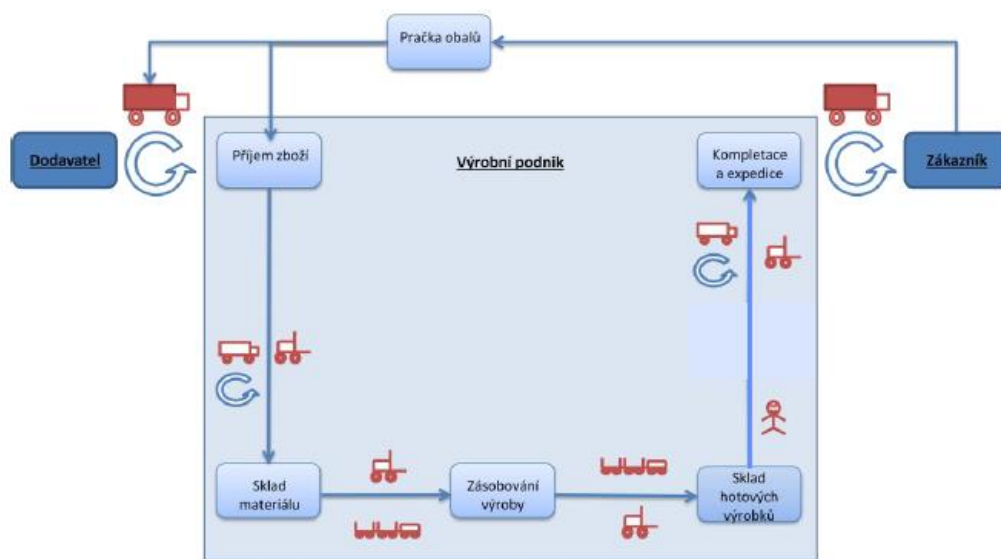 Pračka obalů
Dodavatel
Příjem zboží
Výrobní podnik
Kompletace
a expedice
Zákazník
Sklad
materiálu
Zásobování
výroby
Sklad
hotových
výrobků